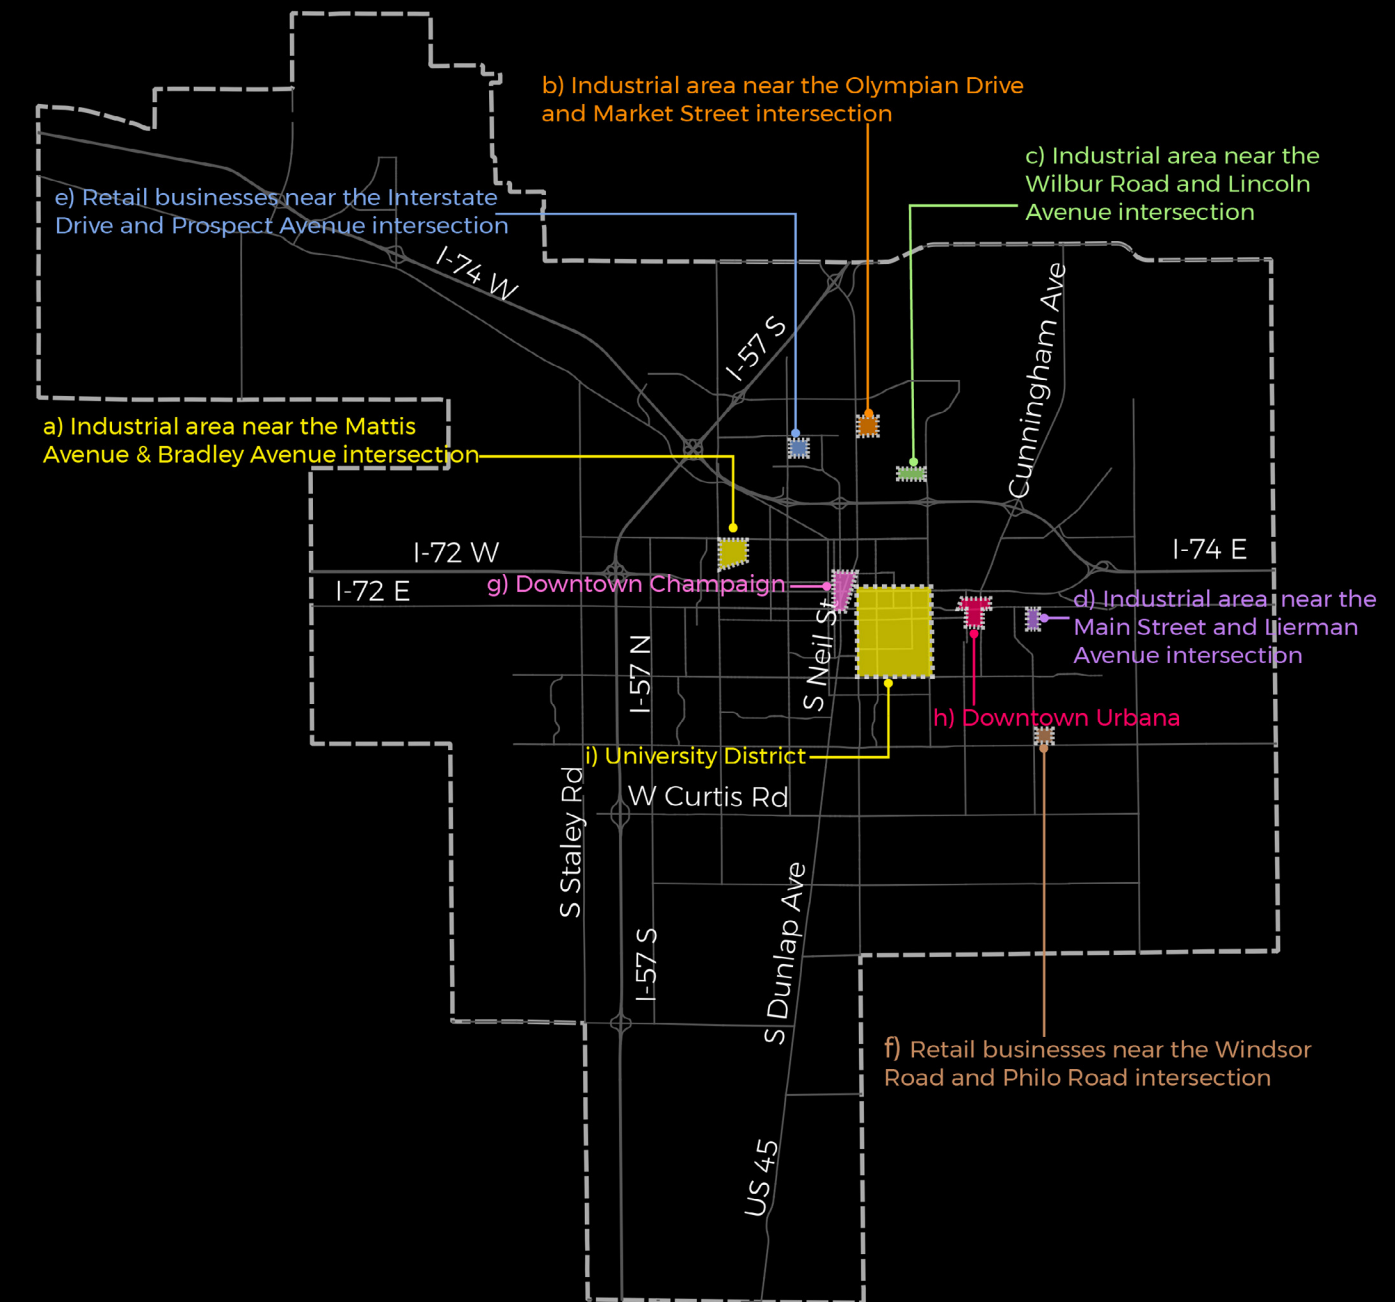 b) Industrial area near the Olympian Drive
and Market Street intersection
c) Industrial area near the
Wilbur Road and Lincoln
Avenue intersection
e) Retail businesses near the Interstate
Drive and Prospect Avenue intersection
I-74 W
I-57 S
Cunningham Ave
a) Industrial area near the Mattis
Avenue & Bradley Avenue intersection
I-72 W
I-74 E
I-72 E
g) Downtown Champaign
d) Industrial area near the
Main Street and Lierman
Avenue intersection
I-57 N
S Neil St
h) Downtown Urbana
i) University District
W Curtis Rd
S Staley Rd
I-57 S
S Dunlap Ave
f) Retail businesses near the Windsor
Road and Philo Road intersection
US 45